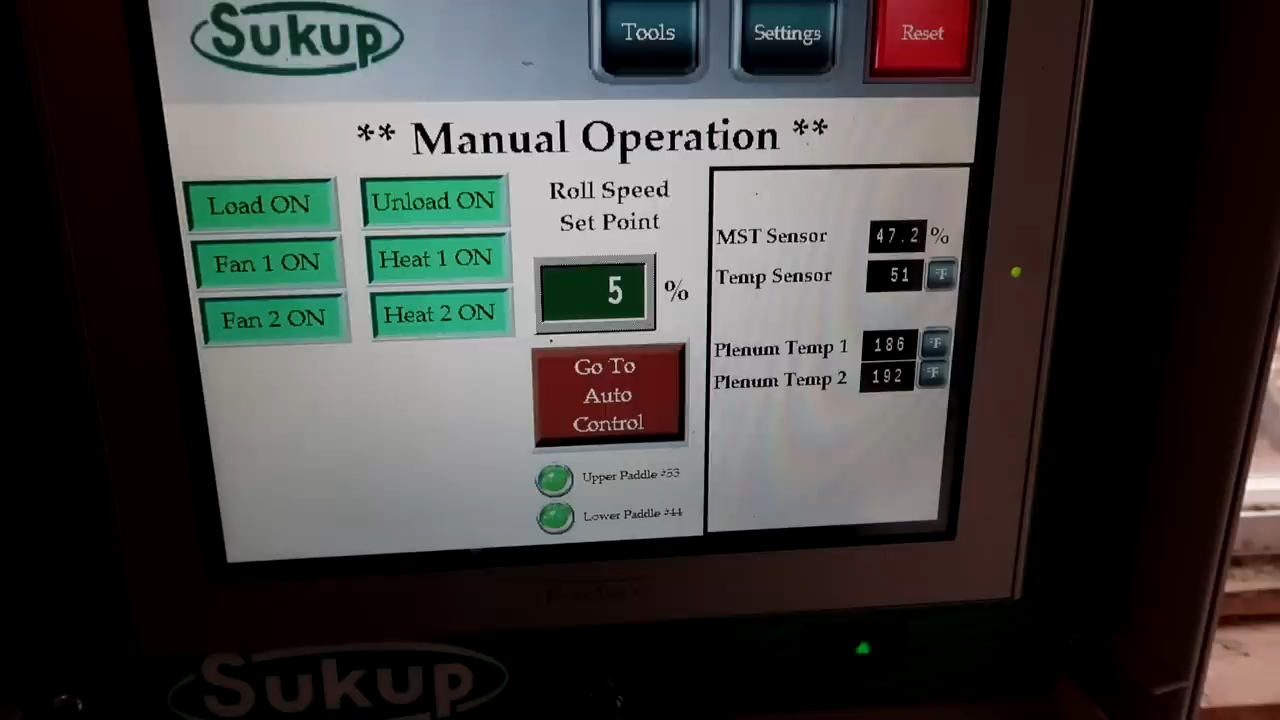 Sukup
Tools
Settings
Reset
** Manual Operation **
Load ON
Unload ON
Fan 1 ON
Heat 1 ON
Fan 2 ON
Heat 2 ON
Roll Speed
Set Point
5 %
Go To
Auto
Control
Upper Paddle #53
Lower Paddle #44
MST Sensor 47.2 %
Temp Sensor 51 °F
Plenum Temp 1 186 °F
Plenum Temp 2 192 °F
Sukup